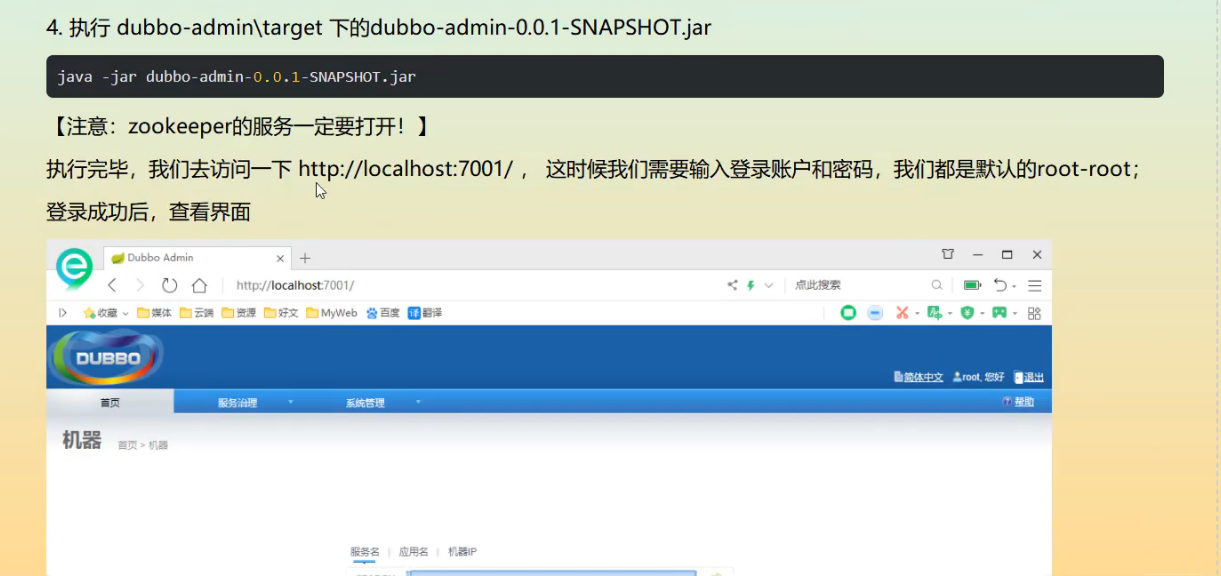 4. 执行 dubbo-admin\target 下的dubbo-admin-0.0.1-SNAPSHOT.jar
java -jar dubbo-admin-0.0.1-SNAPSHOT.jar
【注意：zookeeper的服务一定要打开！】
执行完毕，我们去访问一下 http://localhost:7001/ ， 这时候我们需要输入登录账户和密码，我们都是默认的root-root；
登录成功后，查看界面
Dubbo Admin
http://localhost:7001/ 点此搜索
收藏 媒体 云端 资源 好文 MyWeb 百度 译 翻译
DUBBO
简体中文 root, 您好 退出
首页 服务治理 系统管理 帮助
机器 首页 > 机器
服务名 | 应用名 | 机器IP